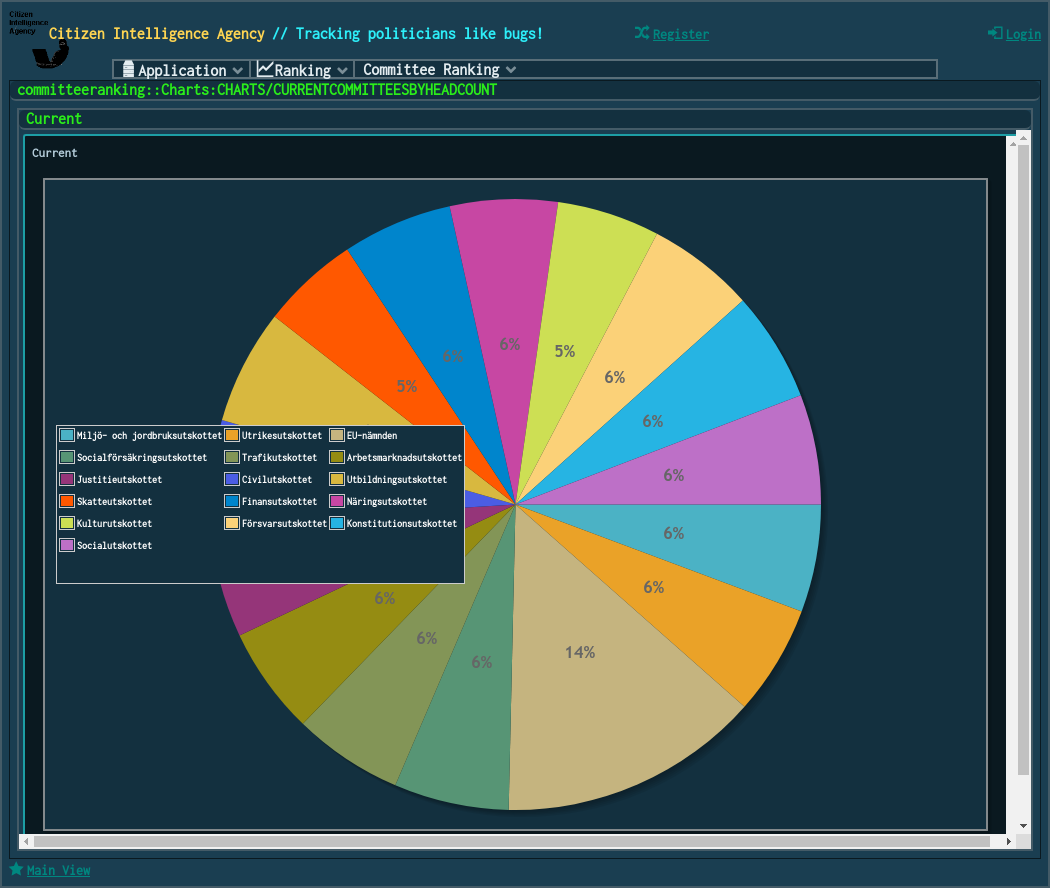 Citizen
Intelligence
Agency
Citizen Intelligence Agency // Tracking politicians like bugs!
Register
Login
Application
Ranking
Committee Ranking
committeeranking::Charts:CHARTS/CURRENTCOMMITTEESBYHEADCOUNT
Current
Current
6%
6%
5%
6%
5%
6%
6%
Miljö- och jordbruksutskottet Utrikesutskottet EU-nämnden
Socialförsäkringsutskottet Trafikutskottet Arbetsmarknadsutskottet
Justitieutskottet Civilutskottet Utbildningsutskottet
Skatteutskottet Finansutskottet Näringsutskottet
Kulturutskottet Försvarsutskottet Konstitutionsutskottet
Socialutskottet
6%
6%
6%
6%
6%
14%
Main View